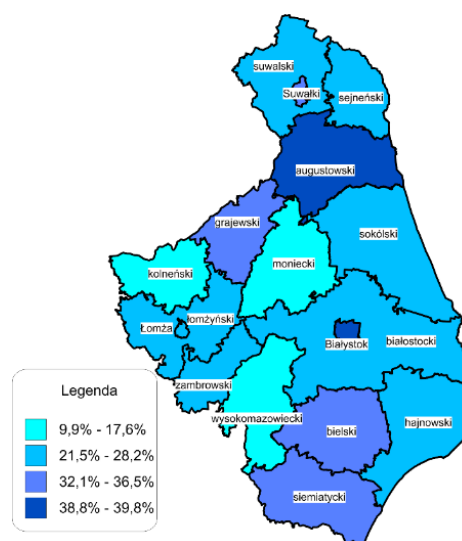 suwalski
Suwałki
sejneński
augustowski
grajewski
sokólski
moniecki
kolneński
łomżyński
Łomża
Białystok
białostocki
zambrowski
wysokomazowiecki
hajnowski
bielski
siemiatycki
Legenda
9,9% - 17,6%
21,5% - 28,2%
32,1% - 36,5%
38,8% - 39,8%